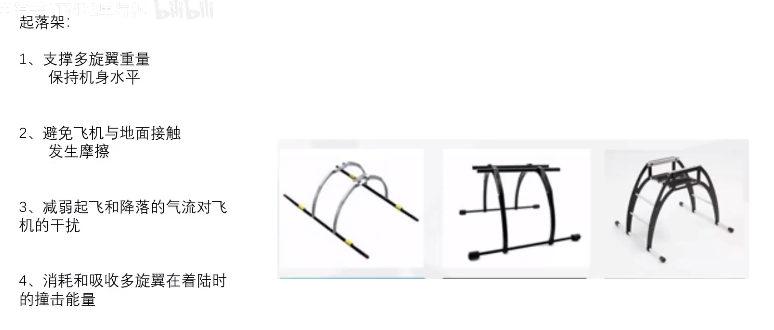 bilibili
起落架：
1、支撑多旋翼重量
保持机身水平
2、避免飞机与地面接触
发生摩擦
3、减弱起飞和降落的气流对飞
机的干扰
4、消耗和吸收多旋翼在着陆时
的撞击能量